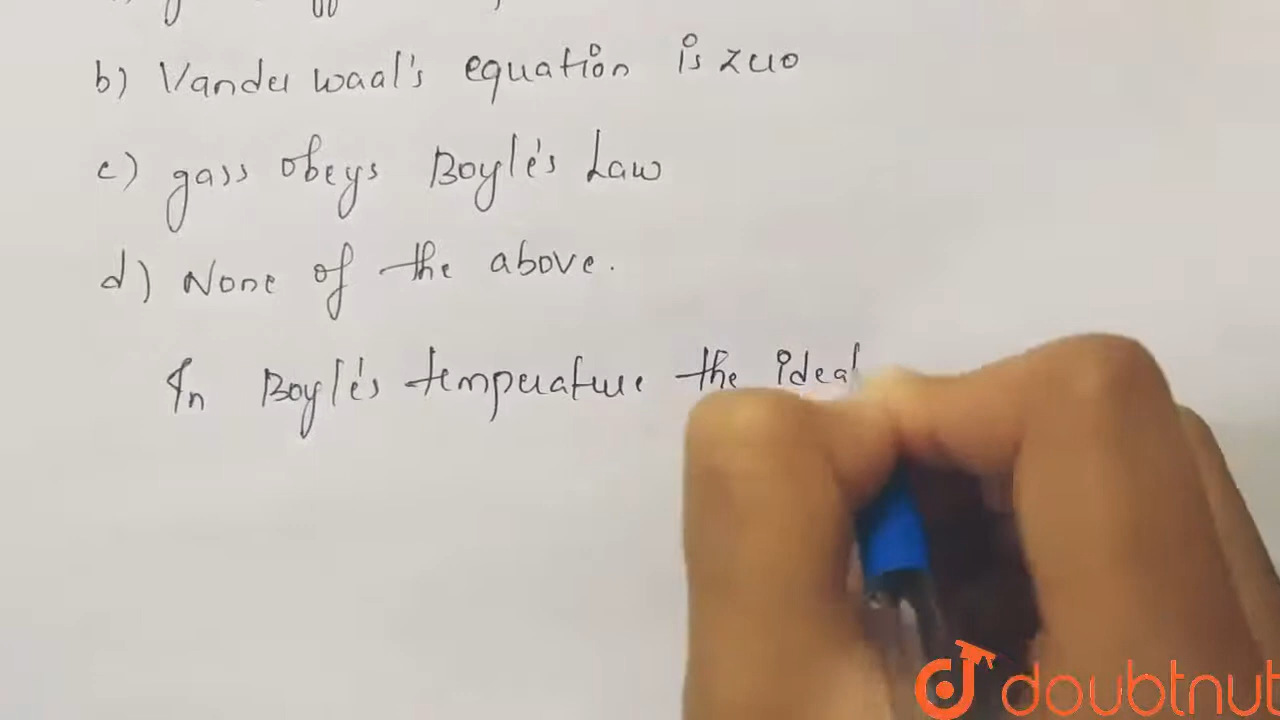 b) Vander waal's equation is zero
c) gass obeys Boyle's Law
d) None of the above.
In Boyle's temperature the ideal
doubtnut